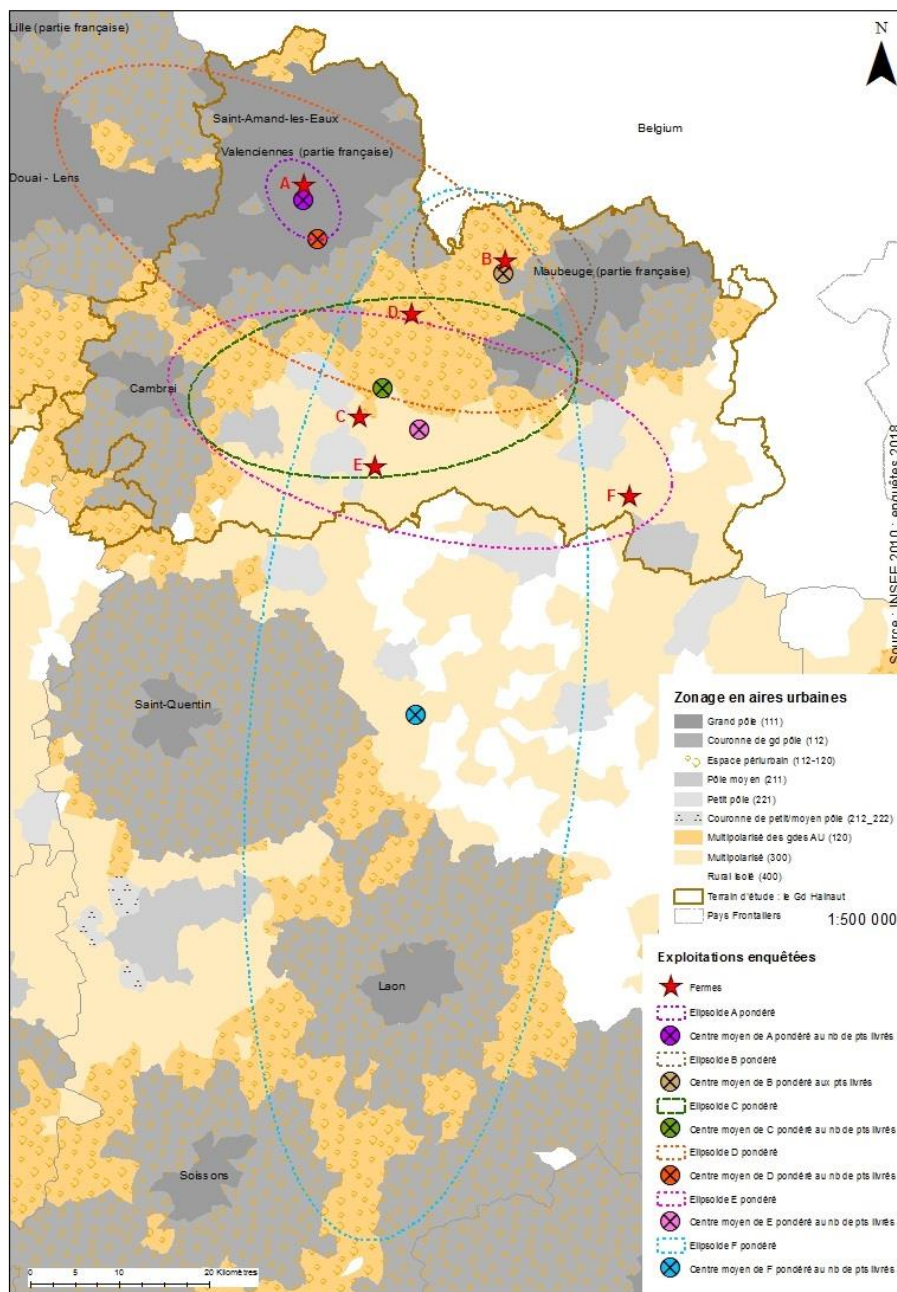 Lille (partie française)
N
Saint-Amand-les-Eaux
Belgium
Valenciennes (partie française)
Douai - Lens
A
B
Maubeuge (partie française)
D
Cambrai
C
E
F
Source : INSEE 2010 ; enquêtes 2018
Saint-Quentin
Laon
Soissons
0 5 10 20 Kilomètres
Zonage en aires urbaines
Grand pôle (111)
Couronne de gd pôle (112)
Espace périurbain (112-120)
Pôle moyen (211)
Petit pôle (221)
Couronne de petit/moyen pôle (212_222)
Multipolarisé des gdes AU (120)
Multipolarisé (300)
Rural isolé (400)
Terrain d'étude : le Gd Hainaut
Pays Frontaliers
1:500 000
Exploitations enquêtées
Fermes
Elipsoïde A pondéré
Centre moyen de A pondéré au nb de pts livrés
Elipsoïde B pondéré
Centre moyen de B pondéré aux pts livrés
Elipsoïde C pondéré
Centre moyen de C pondéré au nb de pts livrés
Elipsoïde D pondéré
Centre moyen de D pondéré au nb de pts livrés
Elipsoïde E pondéré
Centre moyen de E pondéré au nb de pts livrés
Elipsoïde F pondéré
Centre moyen de F pondéré au nb de pts livrés